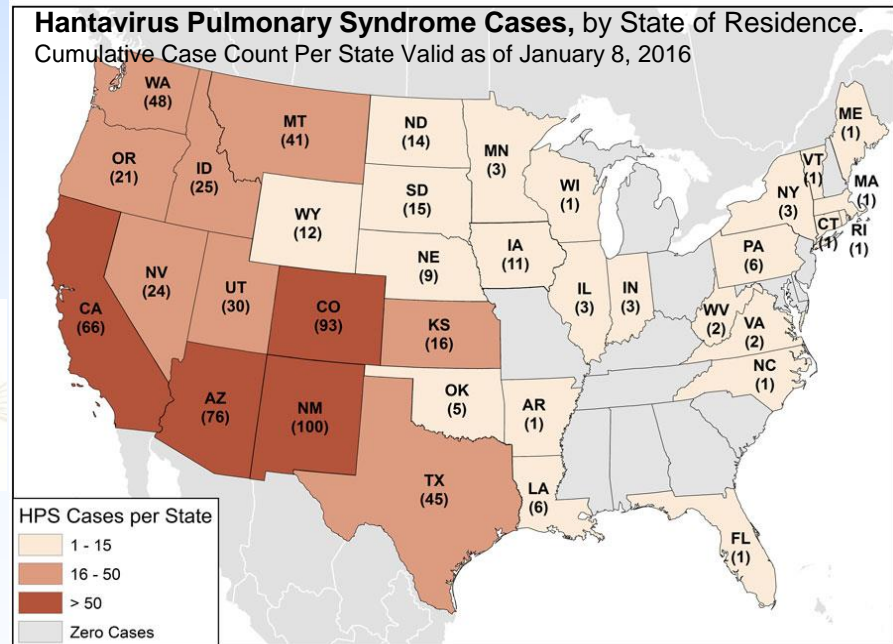 Hantavirus Pulmonary Syndrome Cases, by State of Residence.
Cumulative Case Count Per State Valid as of January 8, 2016
WA
(48)
MT
(41)
ND
(14)
MN
(3)
ME
(1)
OR
(21)
ID
(25)
SD
(15)
WI
(1)
VT
(1)
NY
(3)
MA
(1)
WY
(12)
CT
(1)
RI
(1)
NE
(9)
IA
(11)
PA
(6)
NV
(24)
UT
(30)
CO
(93)
IL
(3)
IN
(3)
CA
(66)
KS
(16)
WV
(2)
VA
(2)
NC
(1)
AZ
(76)
NM
(100)
OK
(5)
AR
(1)
TX
(45)
LA
(6)
FL
(1)
HPS Cases per State
1 - 15
16 - 50
> 50
Zero Cases